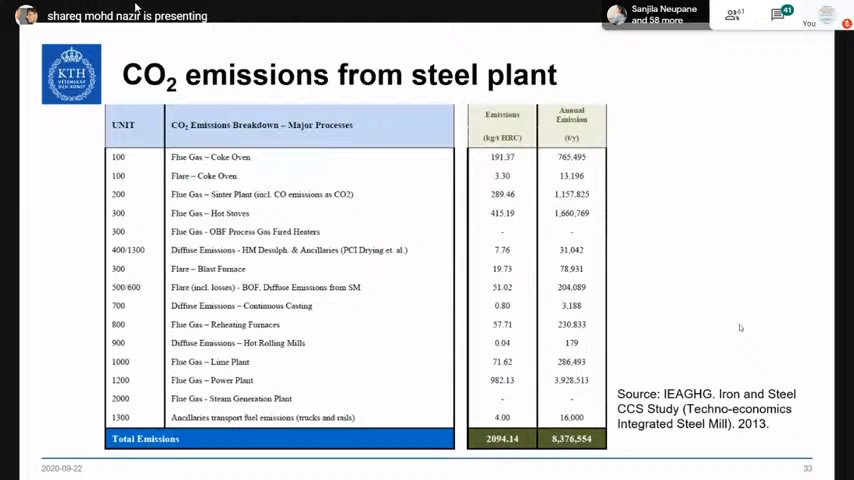 shareq mohd nazir is presenting
Sanjila Neupane
and 58 more
61
41
You
KTH
VETENSKAP
OCH KONST
CO2 emissions from steel plant
UNIT CO2 Emissions Breakdown – Major Processes Emissions (kg/t HRC) Annual Emission (t/y)
100 Flue Gas – Coke Oven 191.37 765,495
100 Flare – Coke Oven 3.30 13,196
200 Flue Gas – Sinter Plant (incl. CO emissions as CO2) 289.46 1,157,825
300 Flue Gas – Hot Stoves 415.19 1,660,769
300 Flue Gas - OBF Process Gas Fired Heaters - -
400/1300 Diffuse Emissions - HM Desulph. & Ancillaries (PCI Drying et. al.) 7.76 31,042
300 Flare – Blast Furnace 19.73 78,931
500/600 Flare (incl. losses) - BOF, Diffuse Emissions from SM 51.02 204,089
700 Diffuse Emissions – Continuous Casting 0.80 3,188
800 Flue Gas – Reheating Furnaces 57.71 230,833
900 Diffuse Emissions – Hot Rolling Mills 0.04 179
1000 Flue Gas – Lime Plant 71.62 286,493
1200 Flue Gas – Power Plant 982.13 3,928,513
2000 Flue Gas - Steam Generation Plant - -
1300 Ancillaries transport fuel emissions (trucks and rails) 4.00 16,000
Total Emissions 2094.14 8,376,554
Source: IEAGHG. Iron and Steel
CCS Study (Techno-economics
Integrated Steel Mill). 2013.
2020-09-22
33